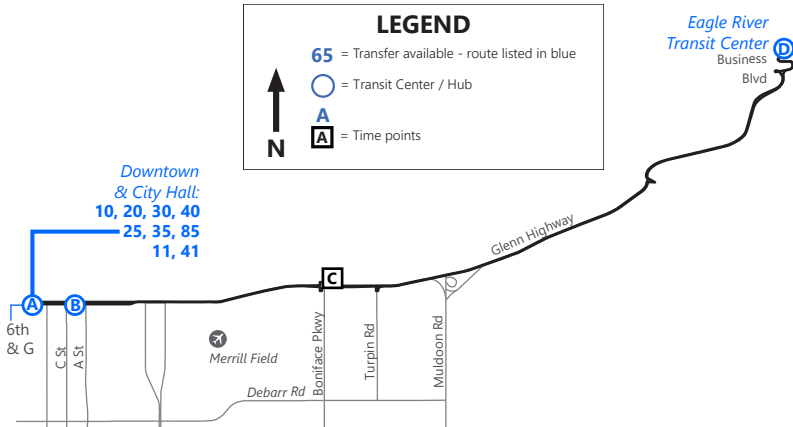 LEGEND
65 = Transfer available - route listed in blue
= Transit Center / Hub
A
A = Time points
N
Eagle River
Transit Center
D
Business
Blvd
Downtown
& City Hall:
10, 20, 30, 40
25, 35, 85
11, 41
Glenn Highway
C
A
B
6th
& G
C St
A St
Merrill Field
Boniface Pkwy
Turpin Rd
Muldoon Rd
Debarr Rd